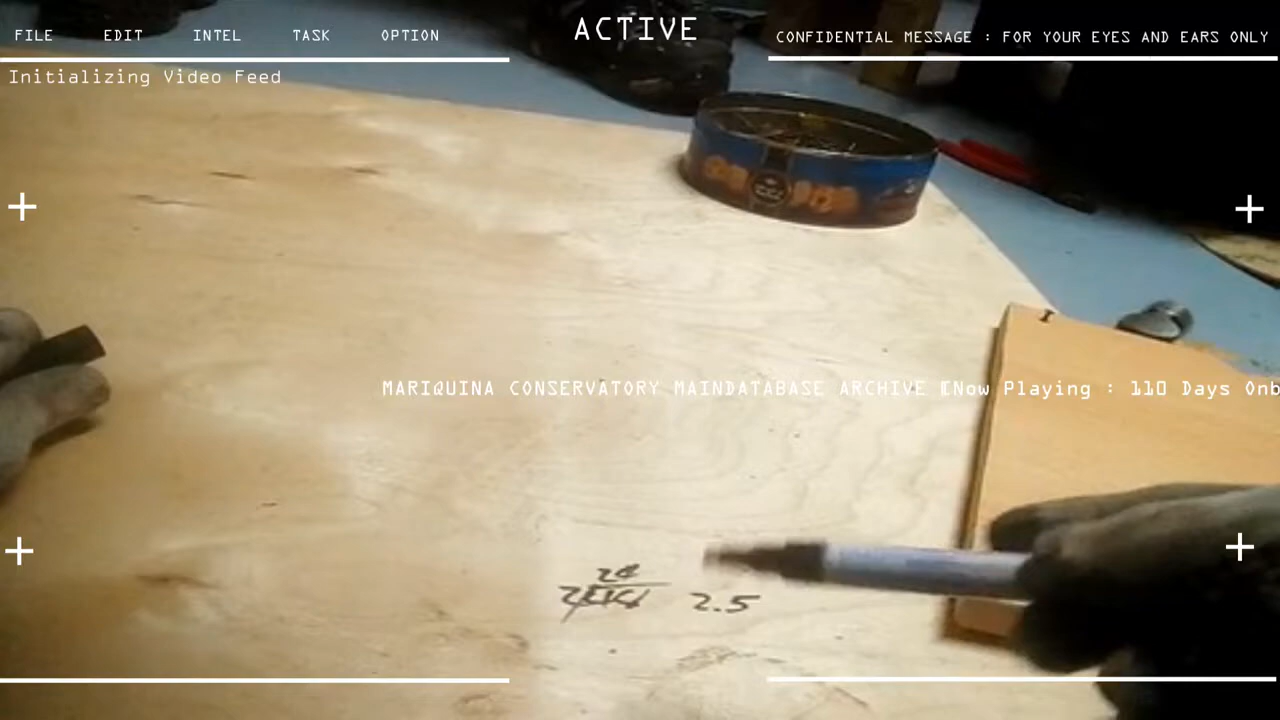 FILE EDIT INTEL TASK OPTION
ACTIVE
CONFIDENTIAL MESSAGE : FOR YOUR EYES AND EARS ONLY
Initializing Video Feed
MARIQUINA CONSERVATORY MAINDATABASE ARCHIVE [Now Playing : 110 Days Onb
2.5